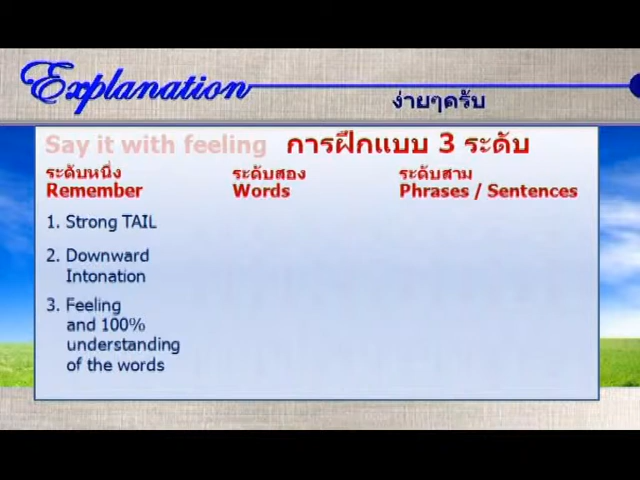 Explanation
ง่ายๆครับ
Say it with feeling การฝึกแบบ 3 ระดับ
ระดับหนึ่ง ระดับสอง ระดับสาม
Remember Words Phrases / Sentences
1. Strong TAIL
2. Downward
Intonation
3. Feeling
and 100%
understanding
of the words